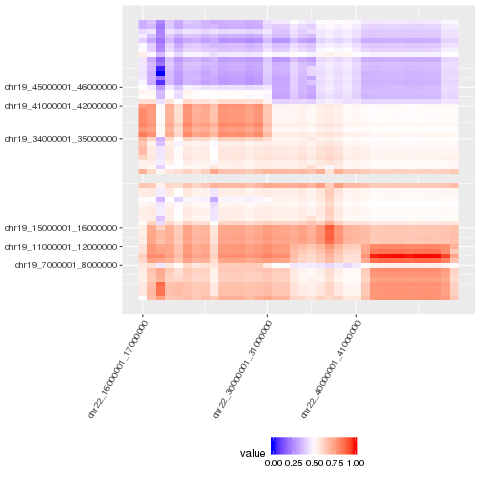 chr19_45000001_46000000
chr19_41000001_42000000
chr19_34000001_35000000
chr19_15000001_16000000
chr19_11000001_12000000
chr19_7000001_8000000
chr22_16000001_17000000
chr22_30000001_31000000
chr22_40000001_41000000
value
0.00 0.25 0.50 0.75 1.00